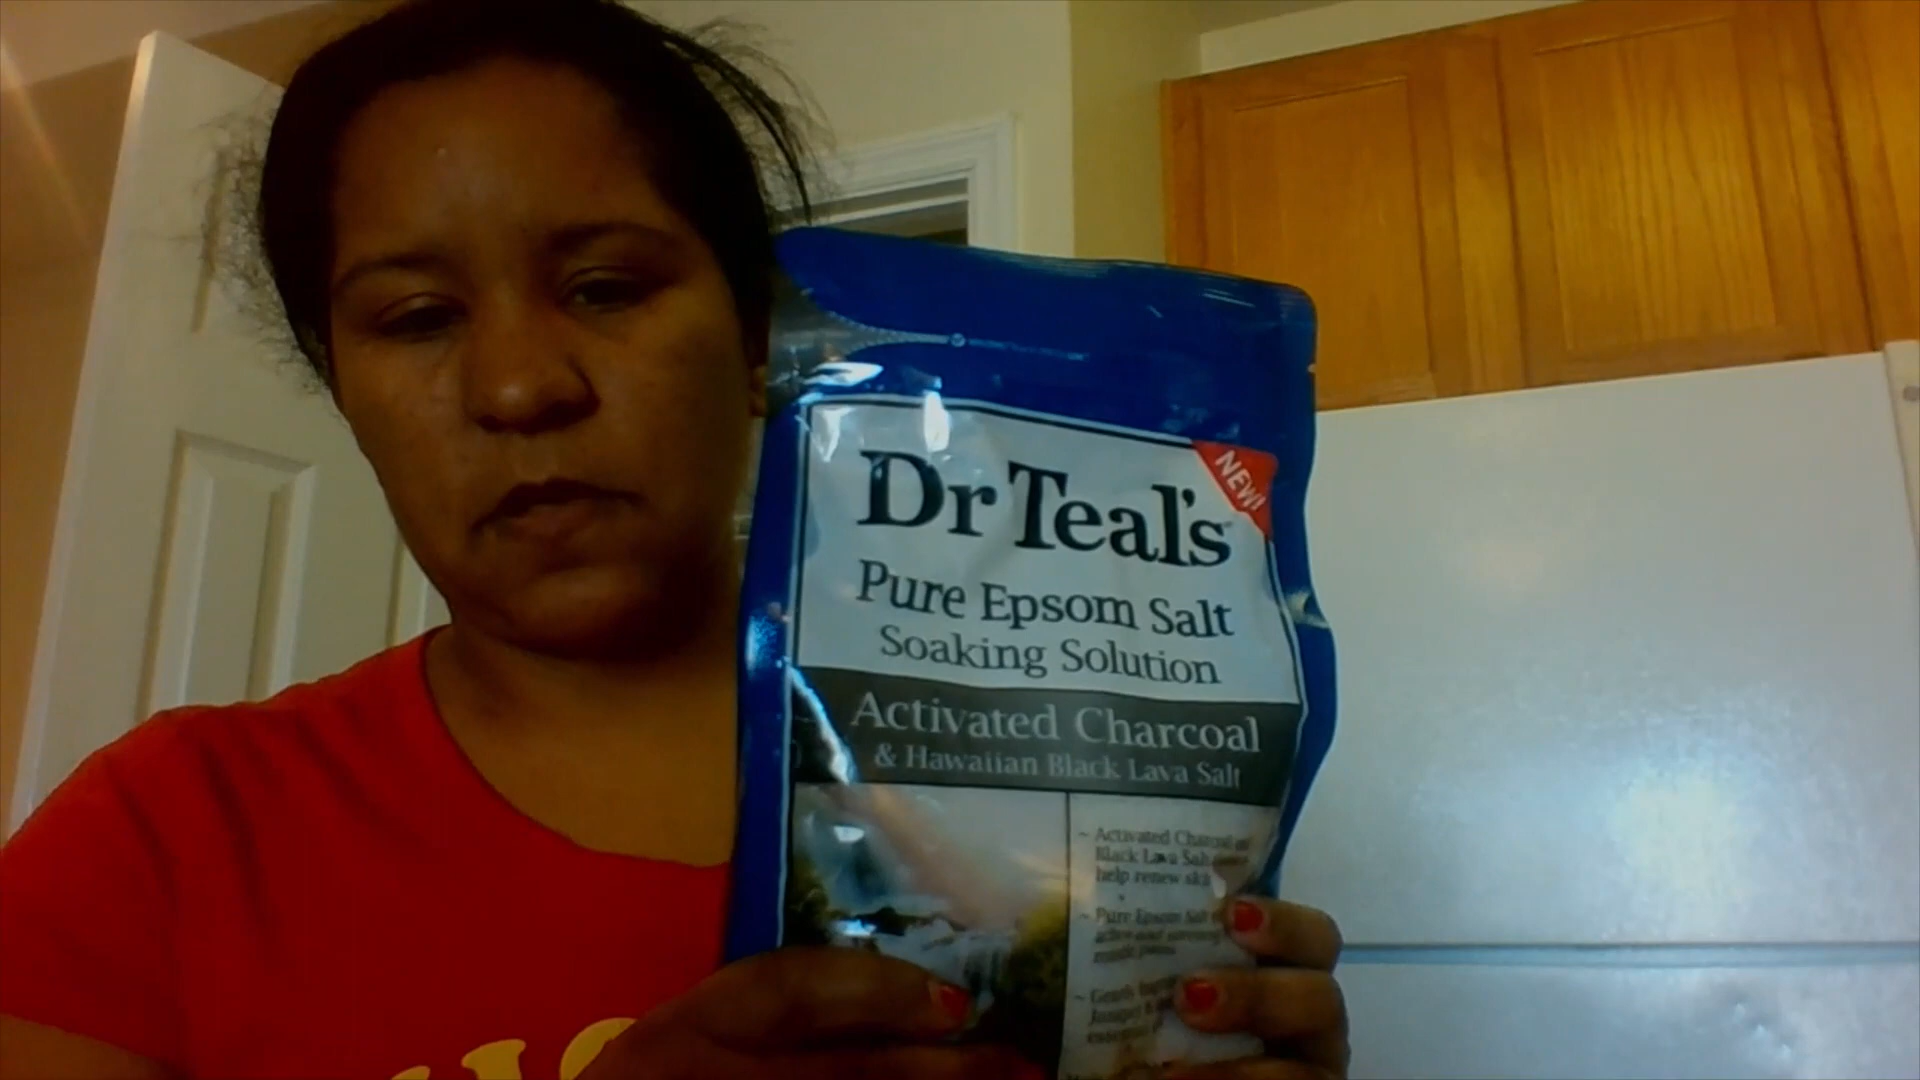 NEW!
Dr Teal's
Pure Epsom Salt
Soaking Solution
Activated Charcoal
& Hawaiian Black Lava Salt
~ Activated Charcoal
Black Lava Salt
help renew
~ Pure Epsom Salt